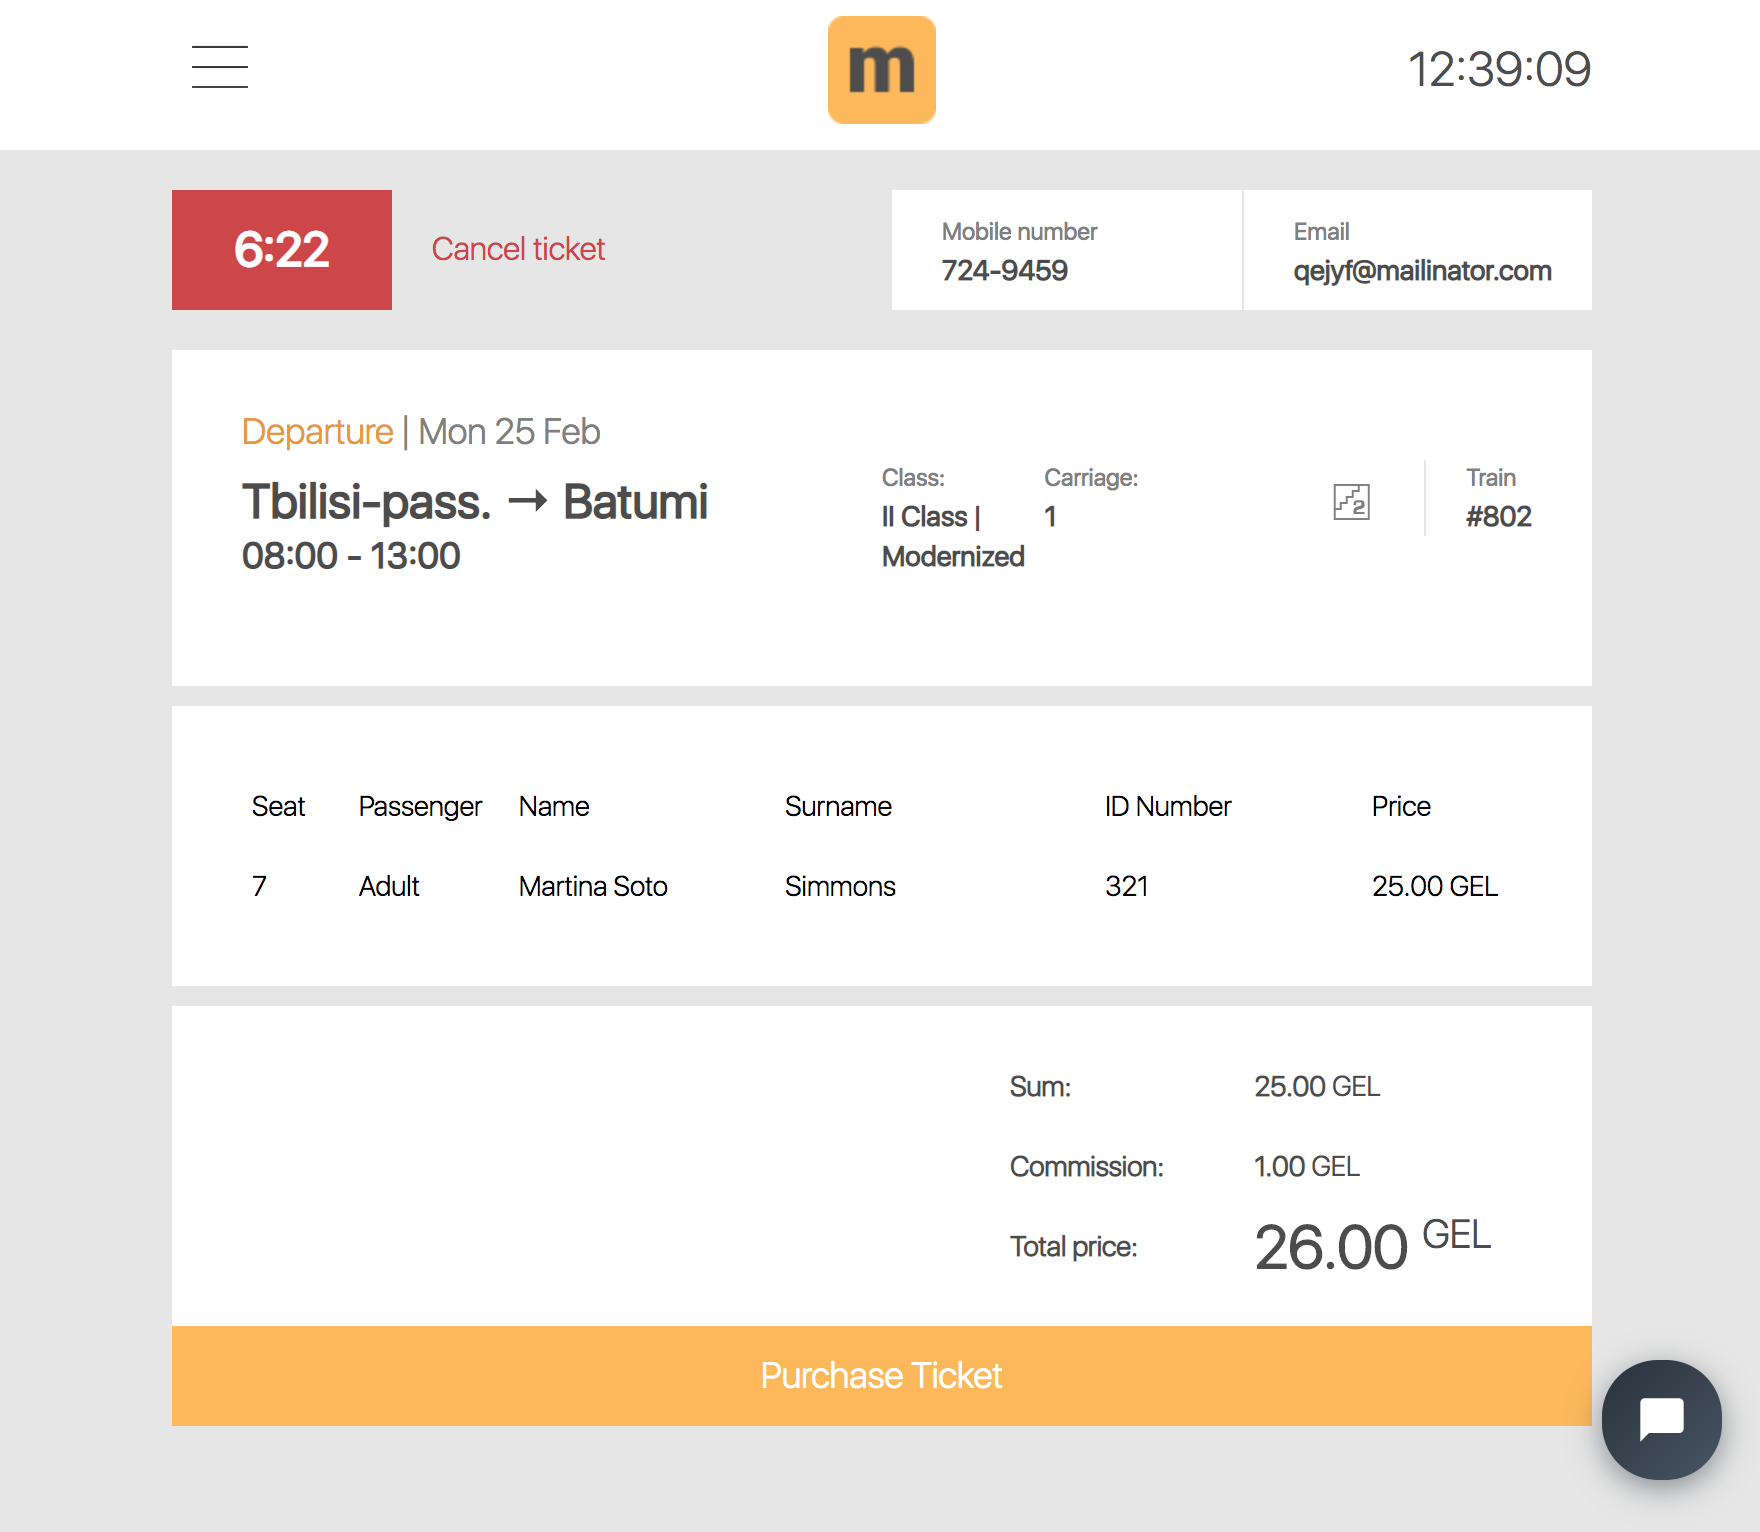 m
12:39:09
6:22
Cancel ticket
Mobile number
724-9459
Email
qejyf@mailinator.com
Departure | Mon 25 Feb
Tbilisi-pass. → Batumi
08:00 - 13:00
Class:
II Class |
Modernized
Carriage:
1
2
Train
#802
Seat Passenger Name Surname ID Number Price
7 Adult Martina Soto Simmons 321 25.00 GEL
Sum: 25.00 GEL
Commission: 1.00 GEL
Total price: 26.00 GEL
Purchase Ticket